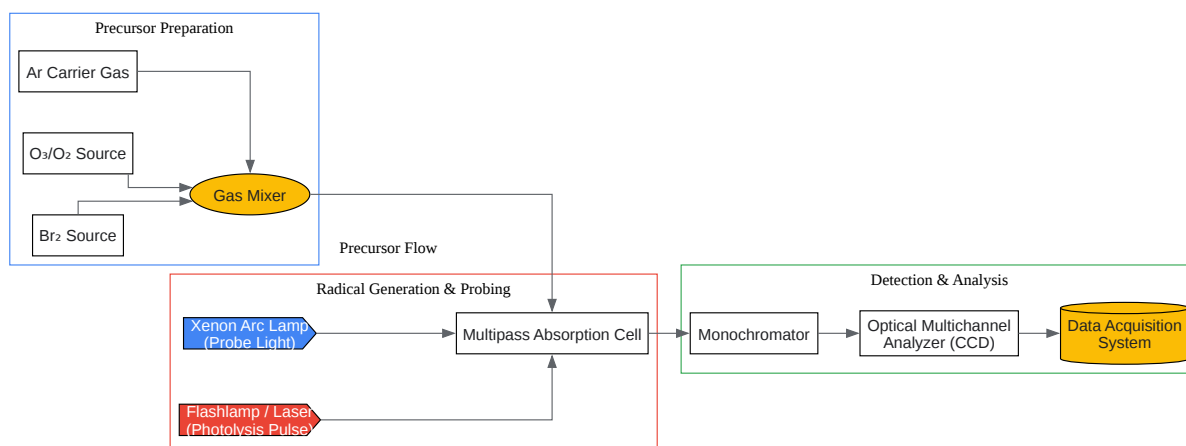 Precursor Preparation
Ar Carrier Gas
O₃/O₂ Source
Gas Mixer
Br₂ Source
Precursor Flow
Radical Generation & Probing
Xenon Arc Lamp
(Probe Light)
Multipass Absorption Cell
Flashlamp / Laser
(Photolysis Pulse)
Detection & Analysis
Monochromator
Optical Multichannel
Analyzer (CCD)
Data Acquisition
System